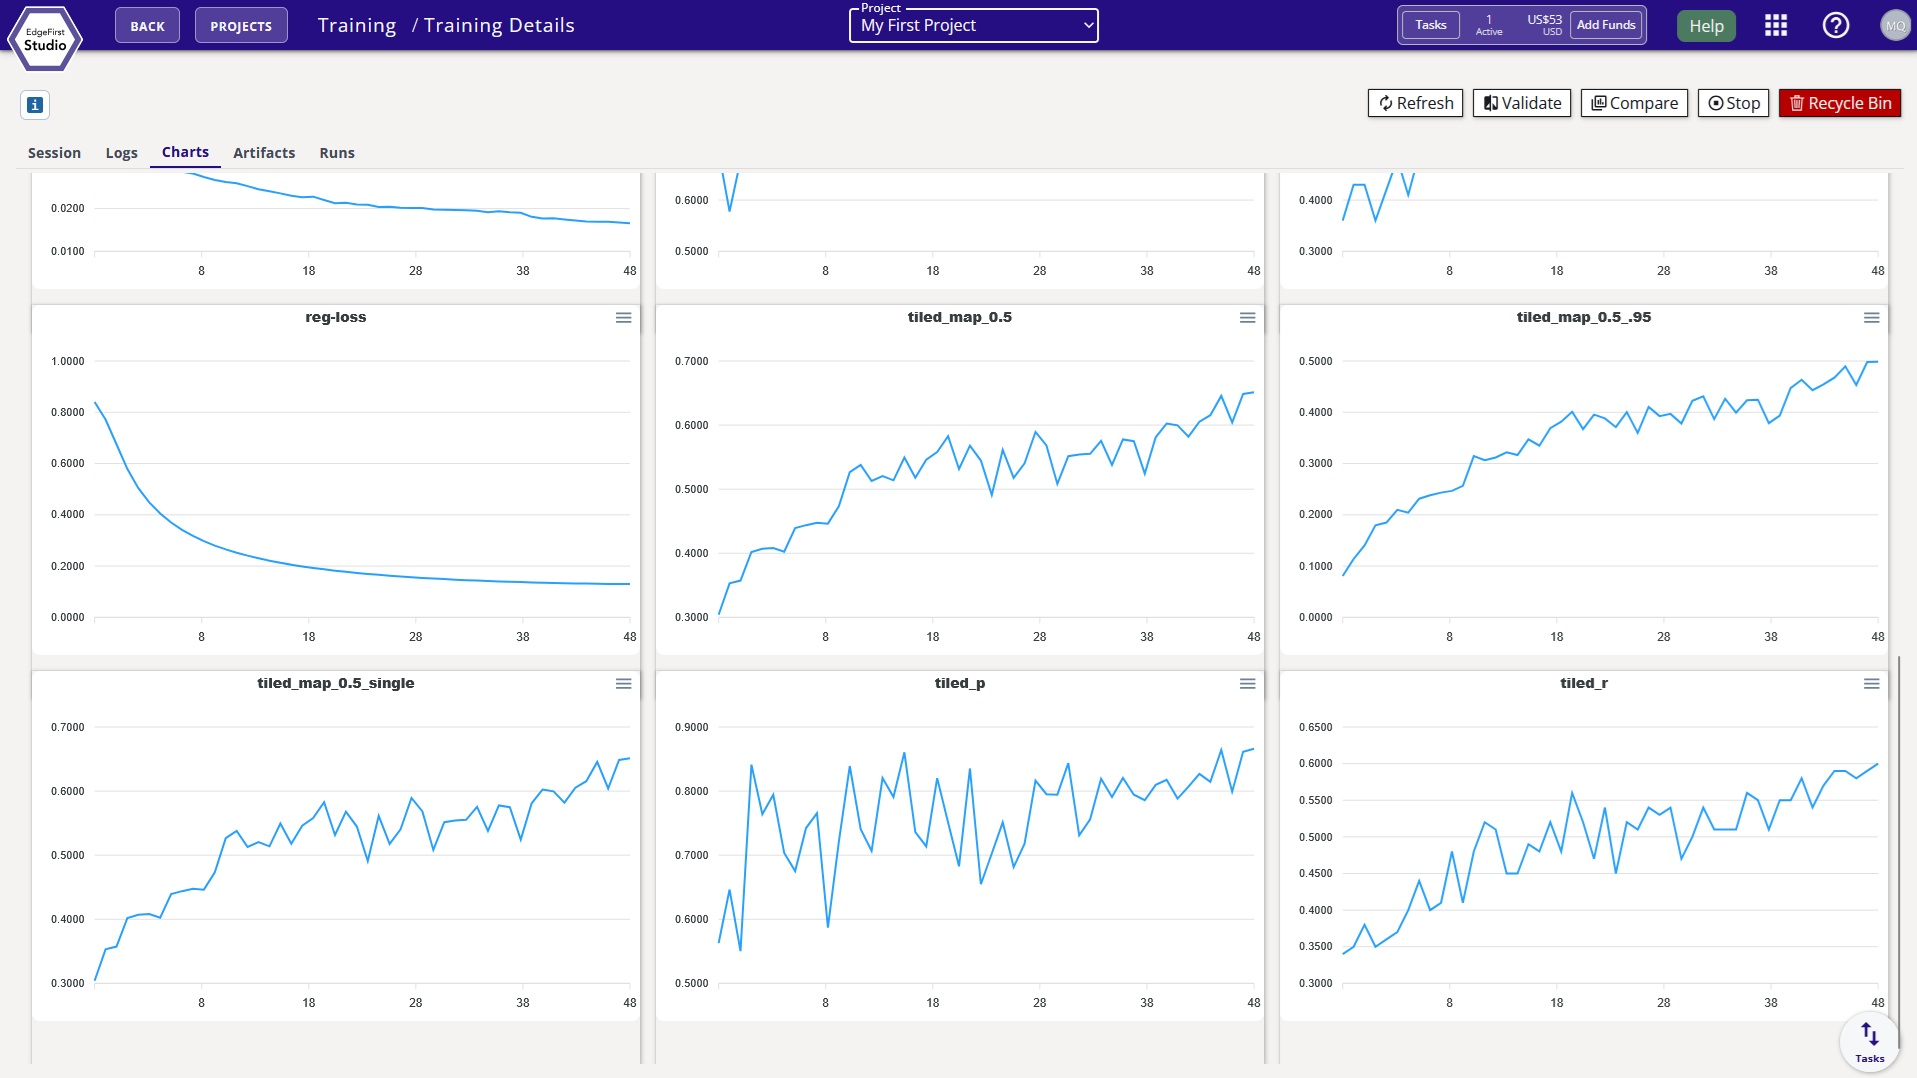 EdgeFirst
Studio
BACK
PROJECTS
Training / Training Details
Project
My First Project
Tasks
1
Active
US$53
USD
Add Funds
Help
MQ
Refresh
Validate
Compare
Stop
Recycle Bin
Session
Logs
Charts
Artifacts
Runs
0.0200
0.0100
8 18 28 38 48
0.6000
0.5000
8 18 28 38 48
0.4000
0.3000
8 18 28 38 48
reg-loss
1.0000
0.8000
0.6000
0.4000
0.2000
0.0000
8 18 28 38 48
tiled_map_0.5
0.7000
0.6000
0.5000
0.4000
0.3000
8 18 28 38 48
tiled_map_0.5_.95
0.5000
0.4000
0.3000
0.2000
0.1000
0.0000
8 18 28 38 48
tiled_map_0.5_single
0.7000
0.6000
0.5000
0.4000
0.3000
8 18 28 38 48
tiled_p
0.9000
0.8000
0.7000
0.6000
0.5000
8 18 28 38 48
tiled_r
0.6500
0.6000
0.5500
0.5000
0.4500
0.4000
0.3500
0.3000
8 18 28 38 48
Tasks